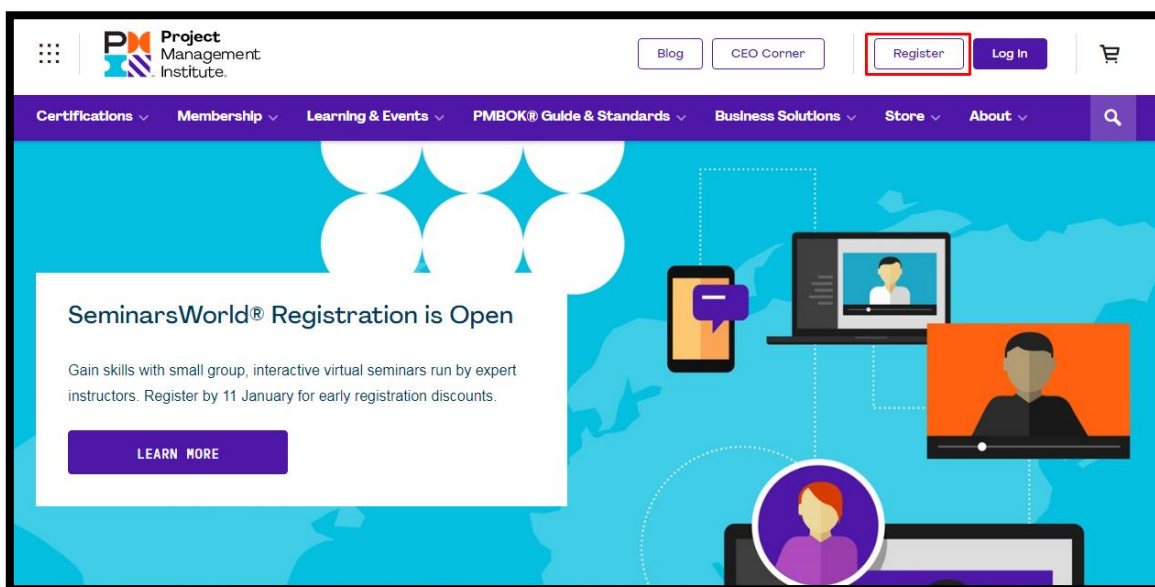 Project
Management
Institute.
Blog
CEO Corner
Register
Log In
Certifications
Membership
Learning & Events
PMBOK® Guide & Standards
Business Solutions
Store
About
SeminarsWorld® Registration is Open
Gain skills with small group, interactive virtual seminars run by expert
instructors. Register by 11 January for early registration discounts.
LEARN MORE